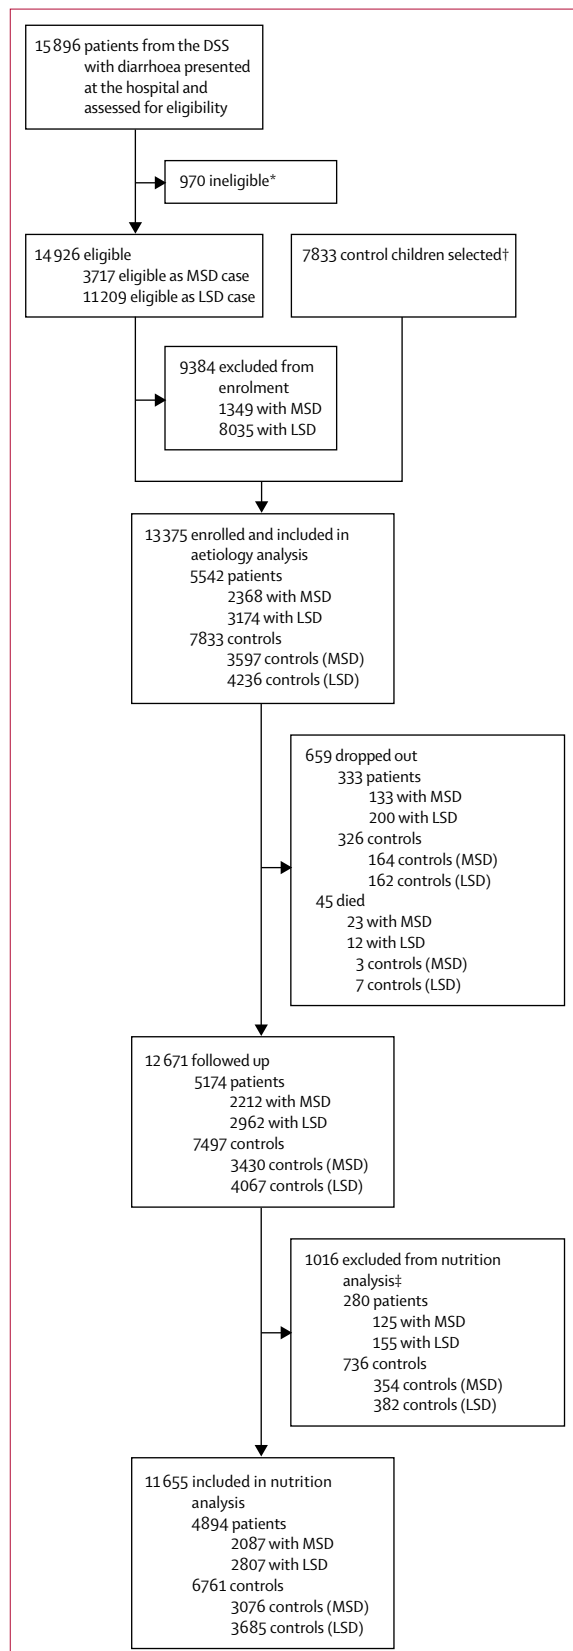 15 896 patients from the DSS
with diarrhoea presented
at the hospital and
assessed for eligibility
970 ineligible*
14 926 eligible
3717 eligible as MSD case
11 209 eligible as LSD case
7833 control children selected†
9384 excluded from
enrolment
1349 with MSD
8035 with LSD
13 375 enrolled and included in
aetiology analysis
5542 patients
2368 with MSD
3174 with LSD
7833 controls
3597 controls (MSD)
4236 controls (LSD)
659 dropped out
333 patients
133 with MSD
200 with LSD
326 controls
164 controls (MSD)
162 controls (LSD)
45 died
23 with MSD
12 with LSD
3 controls (MSD)
7 controls (LSD)
12 671 followed up
5174 patients
2212 with MSD
2962 with LSD
7497 controls
3430 controls (MSD)
4067 controls (LSD)
1016 excluded from nutrition
analysis‡
280 patients
125 with MSD
155 with LSD
736 controls
354 controls (MSD)
382 controls (LSD)
11 655 included in nutrition
analysis
4894 patients
2087 with MSD
2807 with LSD
6761 controls
3076 controls (MSD)
3685 controls (LSD)